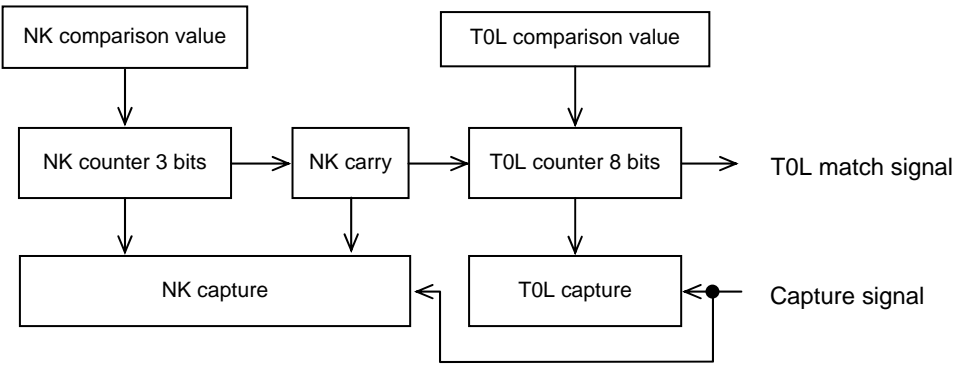 NK comparison value
T0L comparison value
NK counter 3 bits
NK carry
T0L counter 8 bits
T0L match signal
NK capture
T0L capture
Capture signal